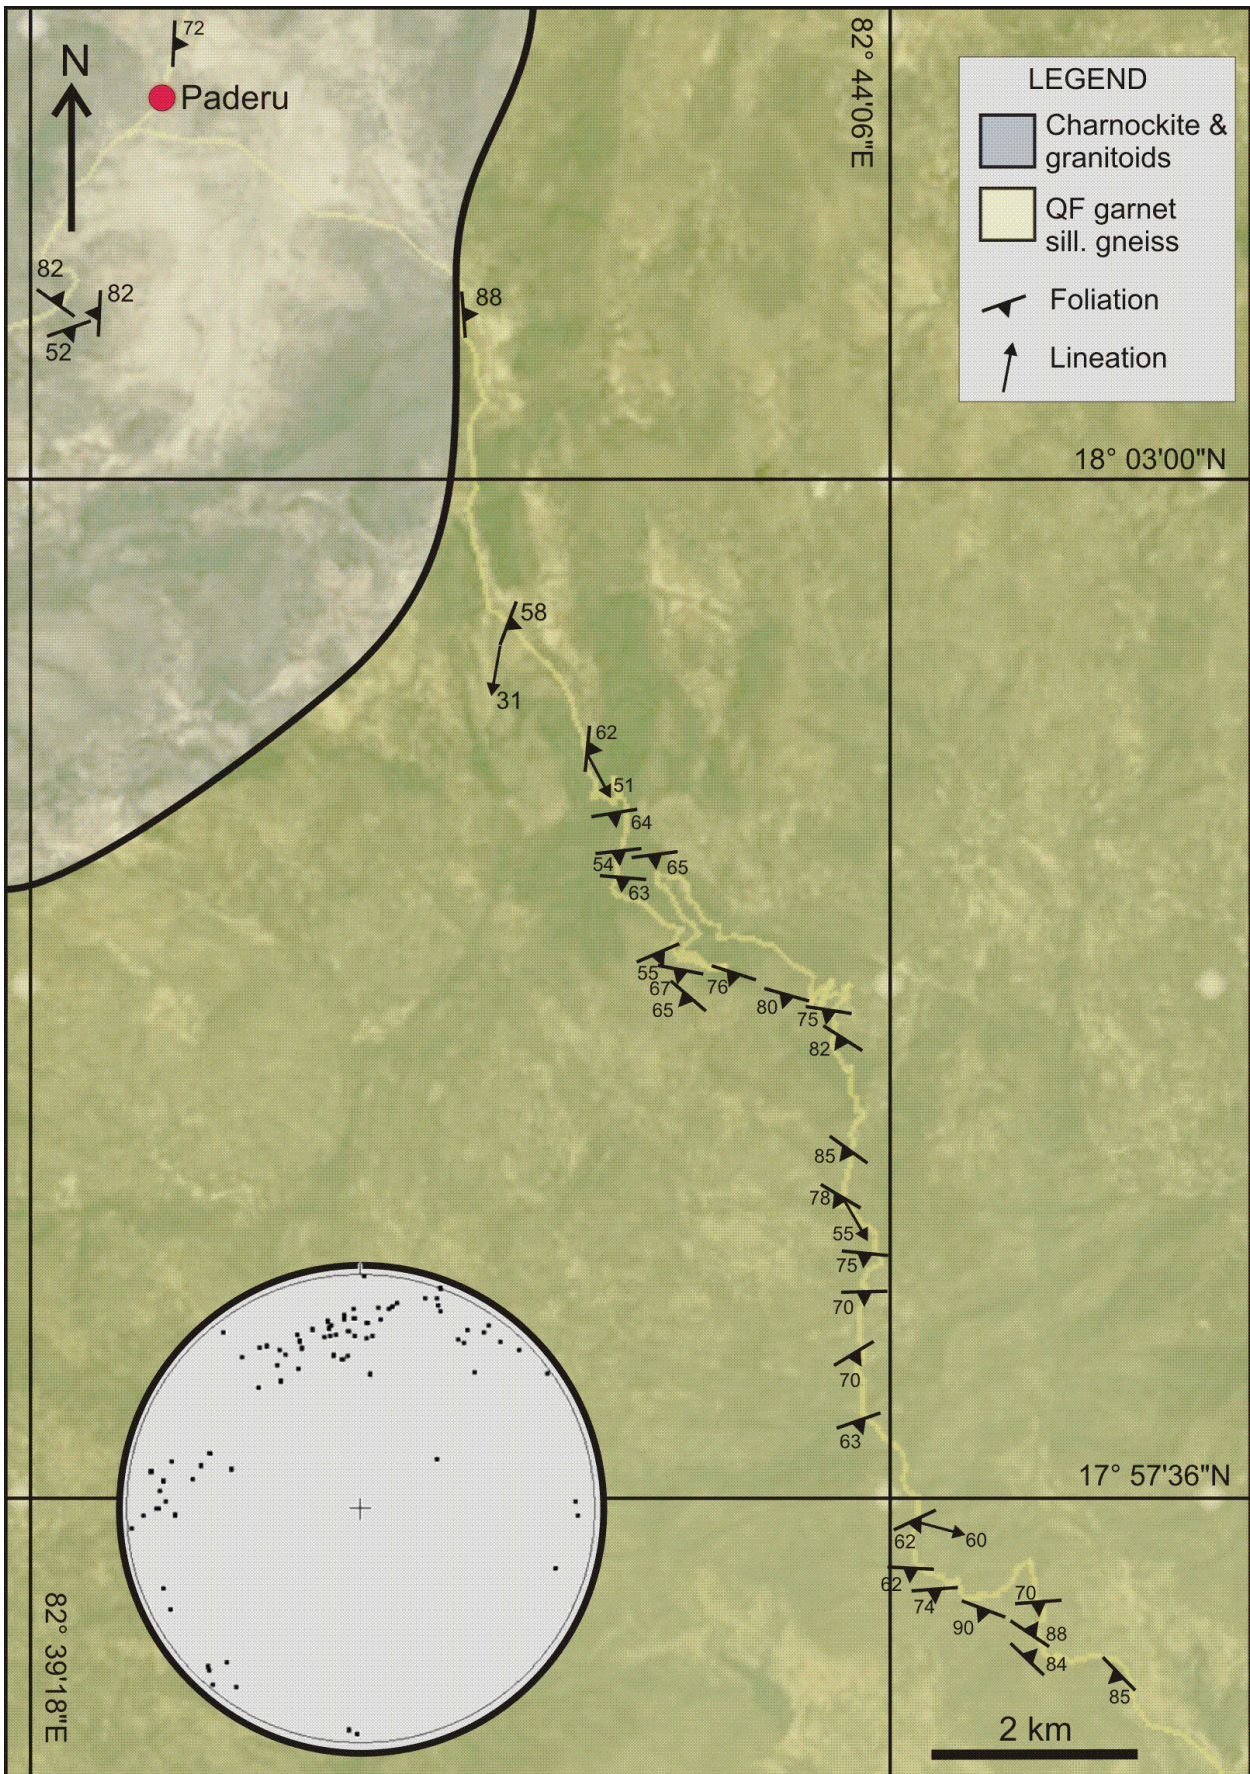 72
N
Paderu
82° 44'06"E
LEGEND
Charnockite &
granitoids
QF garnet
sill. gneiss
Foliation
Lineation
82
82
52
88
18° 03'00"N
58
31
62
51
64
54
65
63
55
67
76
65
80
75
82
85
78
55
75
70
70
63
17° 57'36"N
62
60
62
74
70
90
88
84
85
82° 39'18"E
2 km